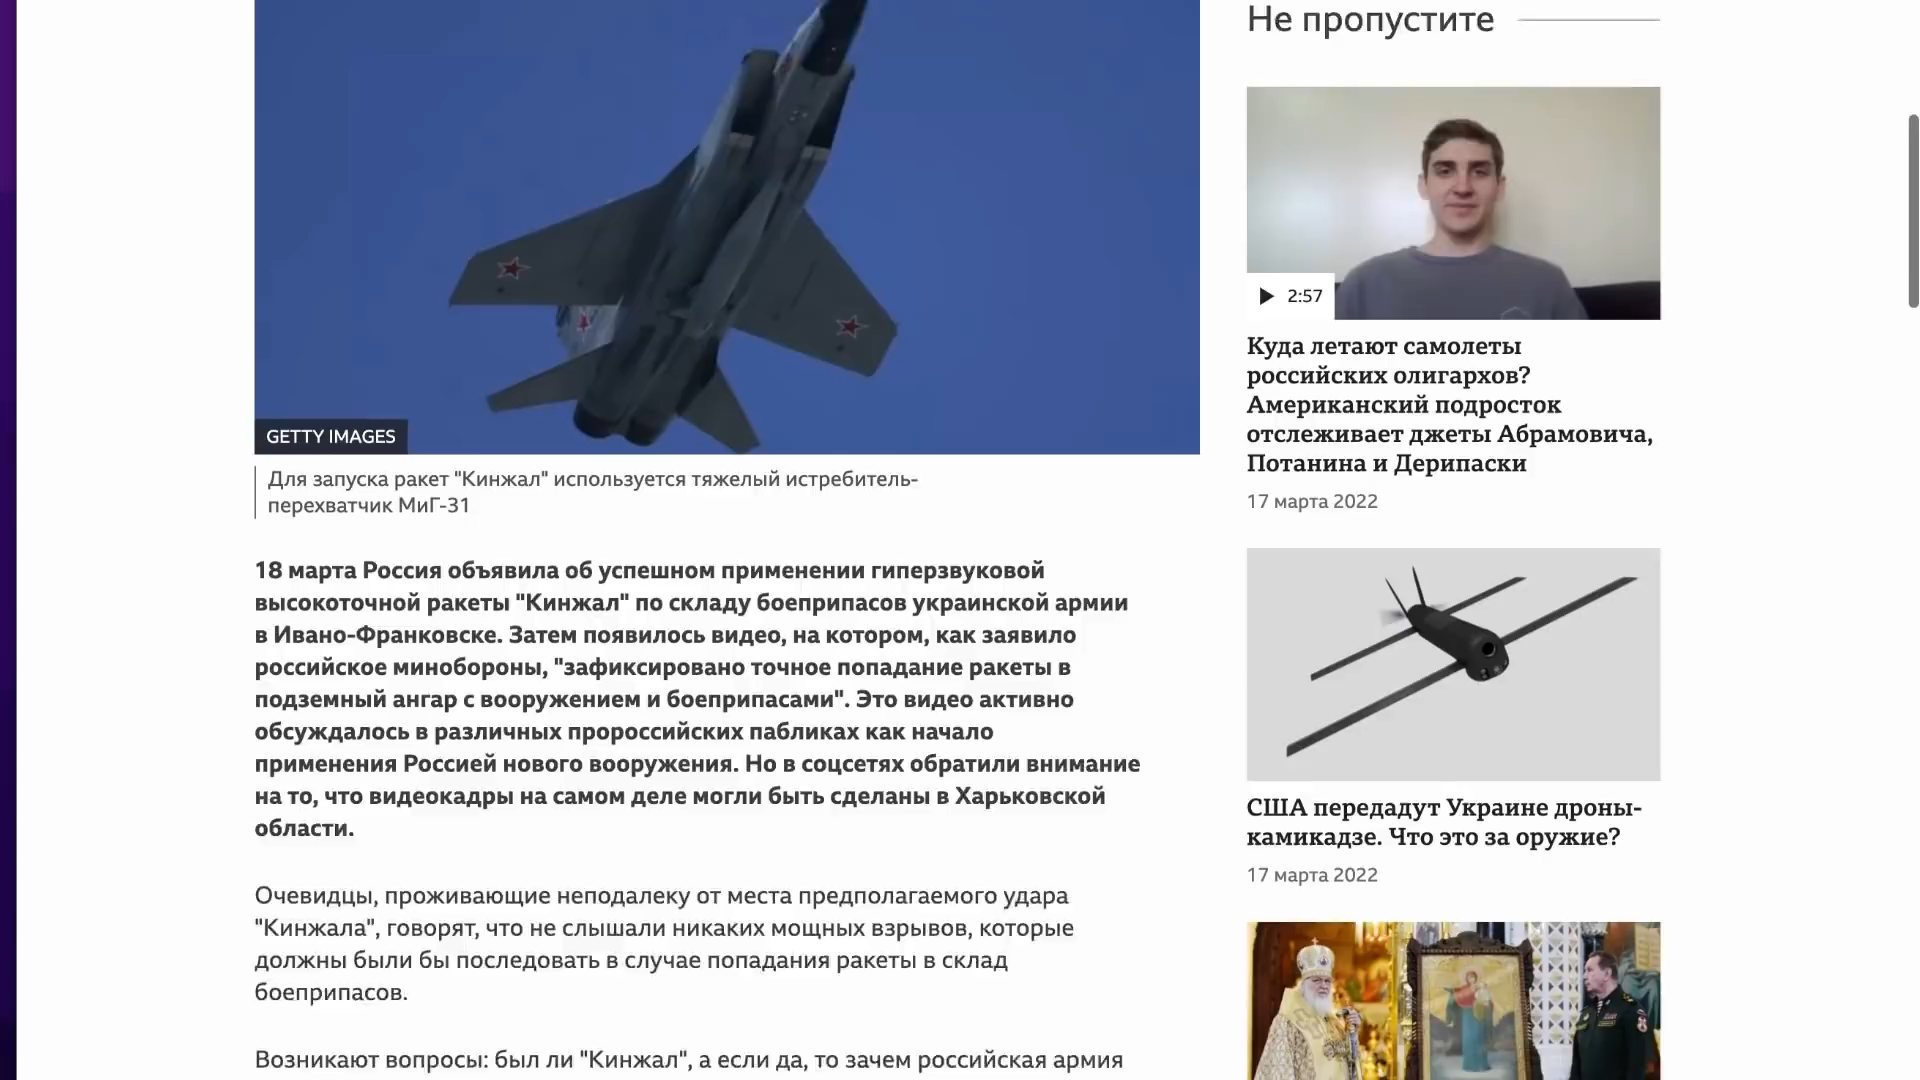 GETTY IMAGES
Для запуска ракет "Кинжал" используется тяжелый истребитель-
перехватчик МиГ-31
18 марта Россия объявила об успешном применении гиперзвуковой
высокоточной ракеты "Кинжал" по складу боеприпасов украинской армии
в Ивано-Франковске. Затем появилось видео, на котором, как заявило
российское минобороны, "зафиксировано точное попадание ракеты в
подземный ангар с вооружением и боеприпасами". Это видео активно
обсуждалось в различных пророссийских пабликах как начало
применения Россией нового вооружения. Но в соцсетях обратили внимание
на то, что видеокадры на самом деле могли быть сделаны в Харьковской
области.
Очевидцы, проживающие неподалеку от места предполагаемого удара
"Кинжала", говорят, что не слышали никаких мощных взрывов, которые
должны были бы последовать в случае попадания ракеты в склад
боеприпасов.
Возникают вопросы: был ли "Кинжал", а если да, то зачем российская армия
Не пропустите
2:57
Куда летают самолеты
российских олигархов?
Американский подросток
отслеживает джеты Абрамовича,
Потанина и Дерипаски
17 марта 2022
США передадут Украине дроны-
камикадзе. Что это за оружие?
17 марта 2022